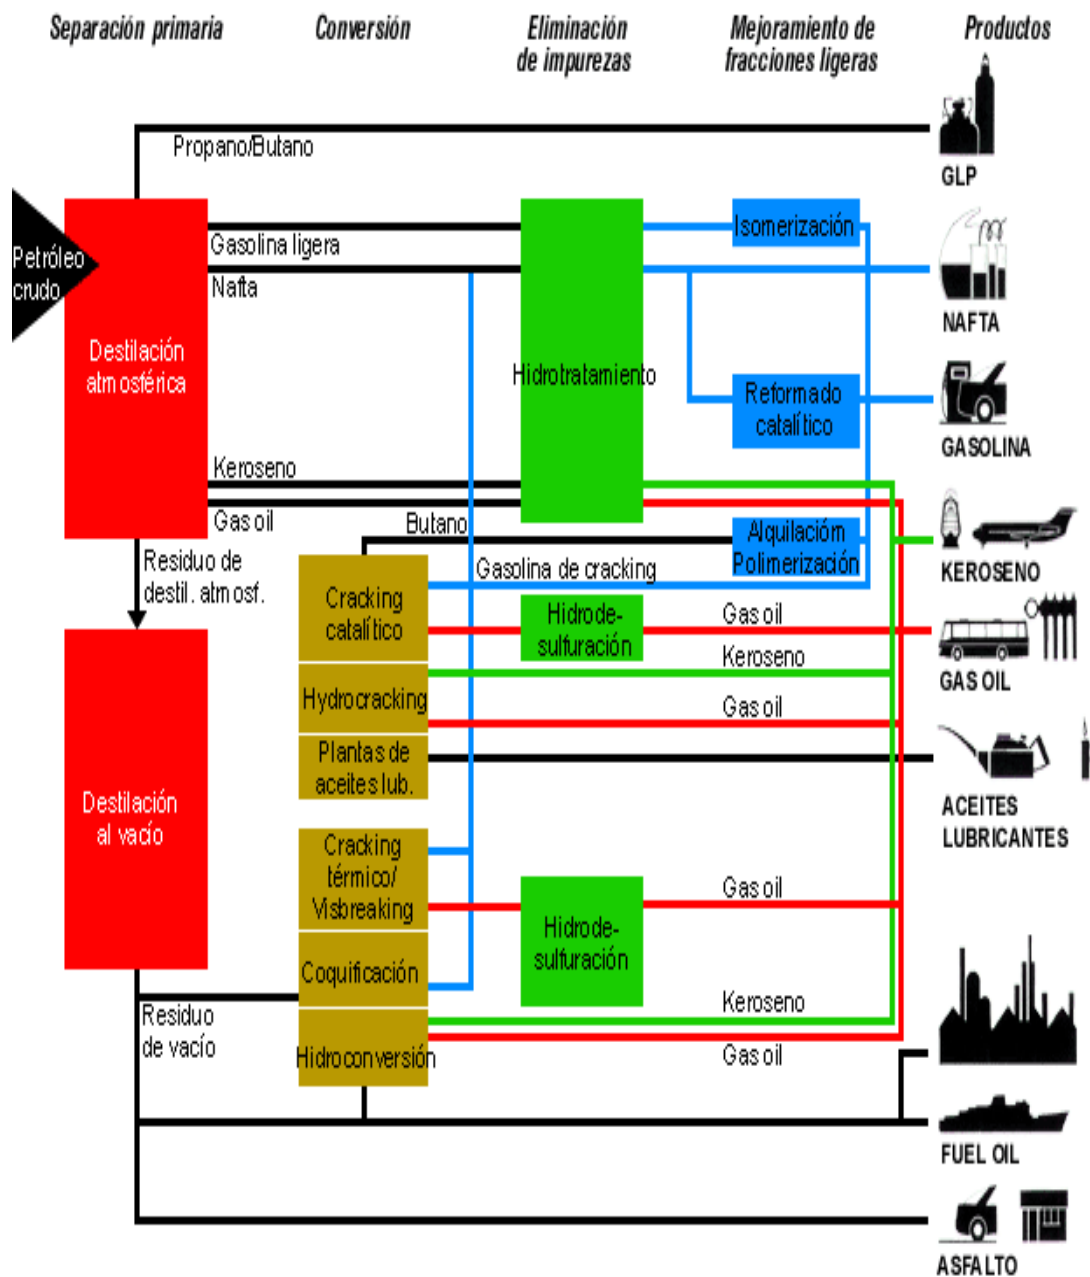 Separación primaria
Conversión
Eliminación
de impurezas
Mejoramiento de
fracciones ligeras
Productos
Propano/Butano
GLP
Petróleo
crudo
Gasolina ligera
Nafta
Isomerización
NAFTA
Destilación
atmosférica
Hidrotratamiento
Reformado
catalítico
GASOLINA
Keroseno
Gas oil
Butano
Alquilacióm
Polimerización
KEROSENO
Residuo de
destil. atmosf.
Gasolina de cracking
Cracking
catalítico
Hidrode-
sulfuración
Gas oil
Keroseno
GAS OIL
Hydrocracking
Gas oil
Plantas de
aceites lub.
ACEITES
LUBRICANTES
Destilación
al vacío
Cracking
térmico/
Visbreaking
Gas oil
Hidrode-
sulfuración
Coquificación
Residuo
de vacío
Keroseno
Hidroconversión
Gas oil
FUEL OIL
ASFALTO